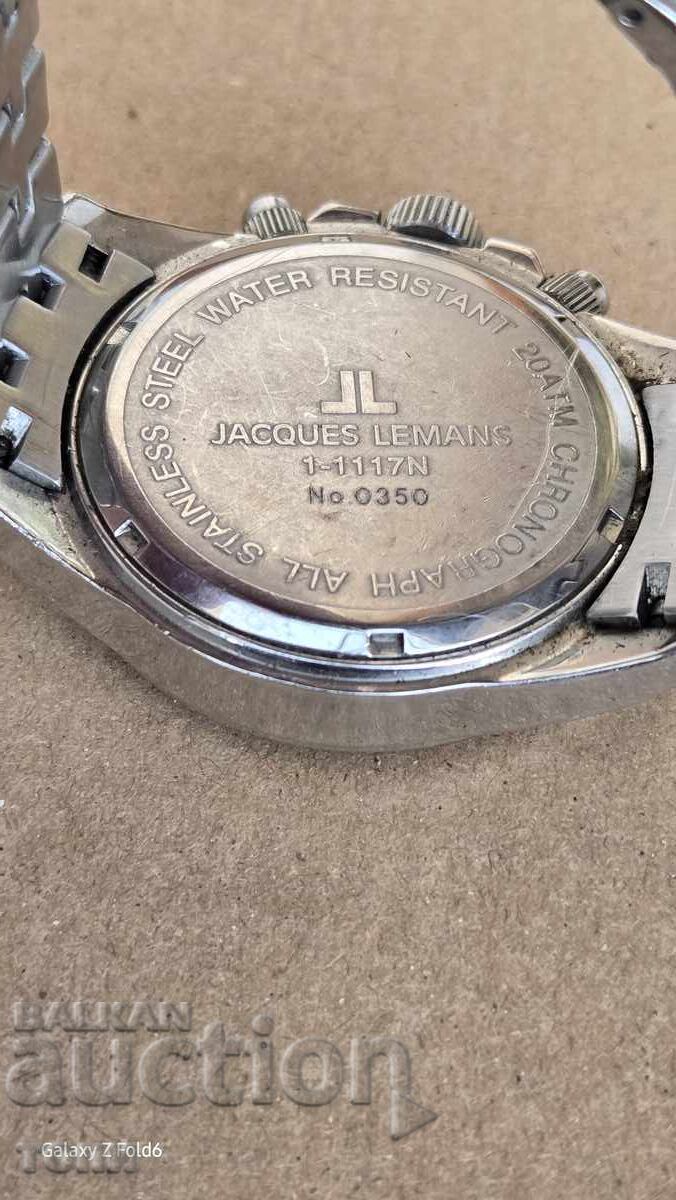 ALL STAINLESS STEEL WATER RESISTANT 20ATM CHRONOGRAPH
JL
JACQUES LEMANS
1-1117N
No.0350
BALKAN
auction
Galaxy Z Fold6